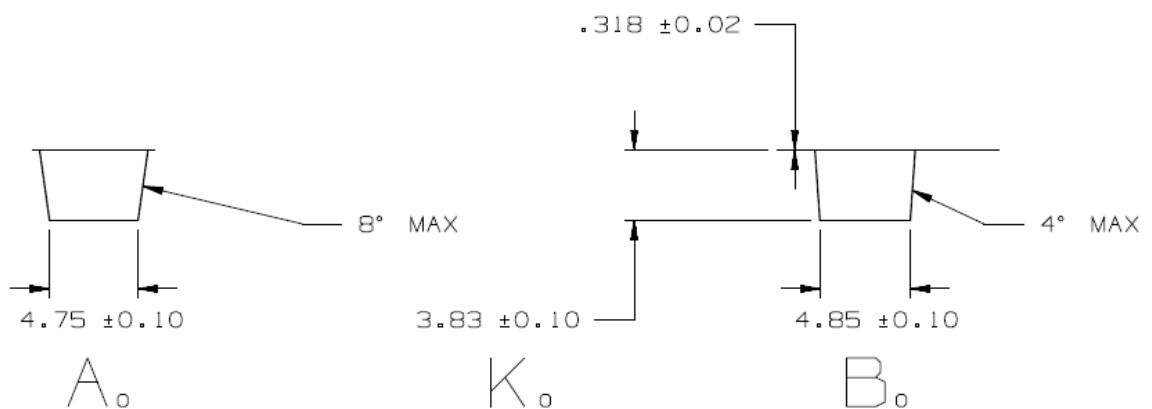 .318 ±0.02
8° MAX
4° MAX
4.75 ±0.10
3.83 ±0.10
4.85 ±0.10
Ao
Ko
Bo